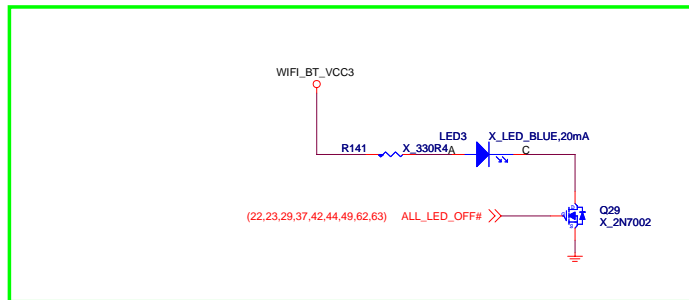 WIFI_BT_VCC3
LED3 X_LED_BLUE,20mA
R141 X_330R4 A C
(22,23,29,37,42,44,49,62,63) ALL_LED_OFF#
Q29
X_2N7002